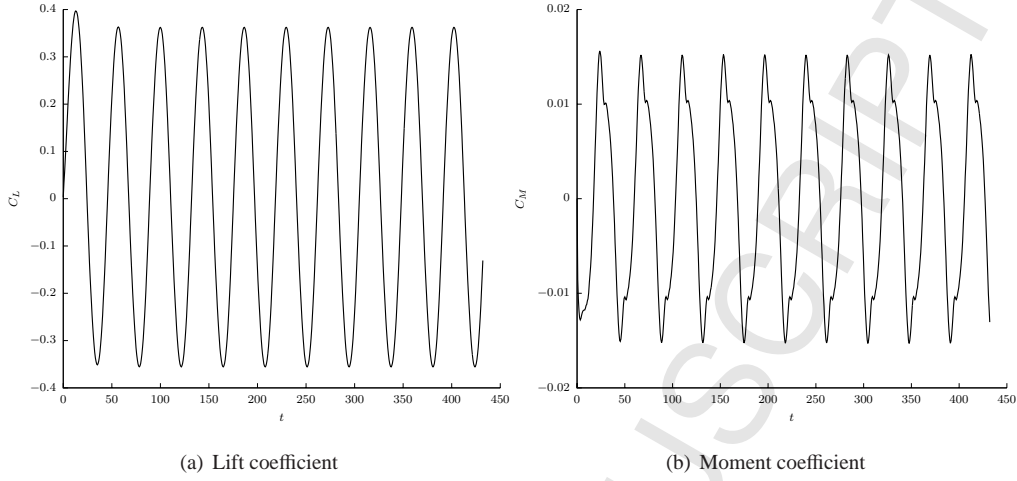 0.4
0.3
0.2
0.1
0
−0.1
−0.2
−0.3
−0.4
C_L
0 50 100 150 200 250 300 350 400 450
t
(a) Lift coefficient
0.02
0.01
0
−0.01
−0.02
C_M
0 50 100 150 200 250 300 350 400 450
t
(b) Moment coefficient
USCRIPT